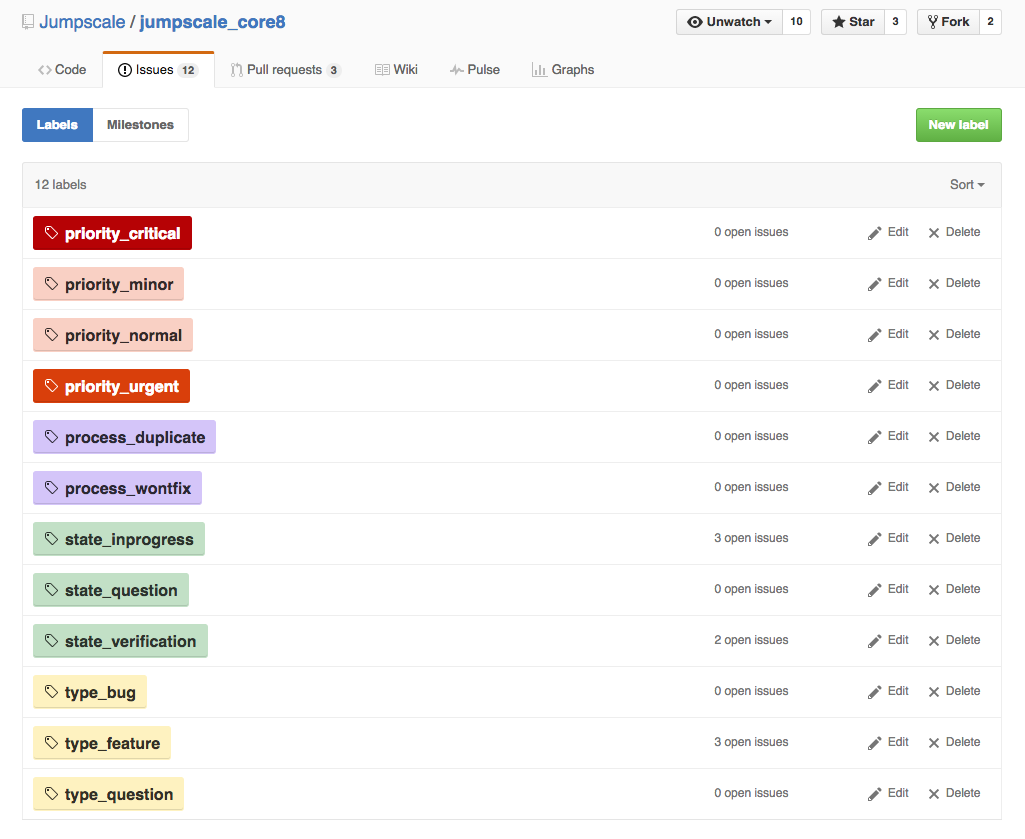 Jumpscale / jumpscale_core8 Unwatch 10 Star 3 Fork 2
Code Issues 12 Pull requests 3 Wiki Pulse Graphs
Labels Milestones New label
12 labels Sort
priority_critical 0 open issues Edit Delete
priority_minor 0 open issues Edit Delete
priority_normal 0 open issues Edit Delete
priority_urgent 0 open issues Edit Delete
process_duplicate 0 open issues Edit Delete
process_wontfix 0 open issues Edit Delete
state_inprogress 3 open issues Edit Delete
state_question 0 open issues Edit Delete
state_verification 2 open issues Edit Delete
type_bug 0 open issues Edit Delete
type_feature 3 open issues Edit Delete
type_question 0 open issues Edit Delete